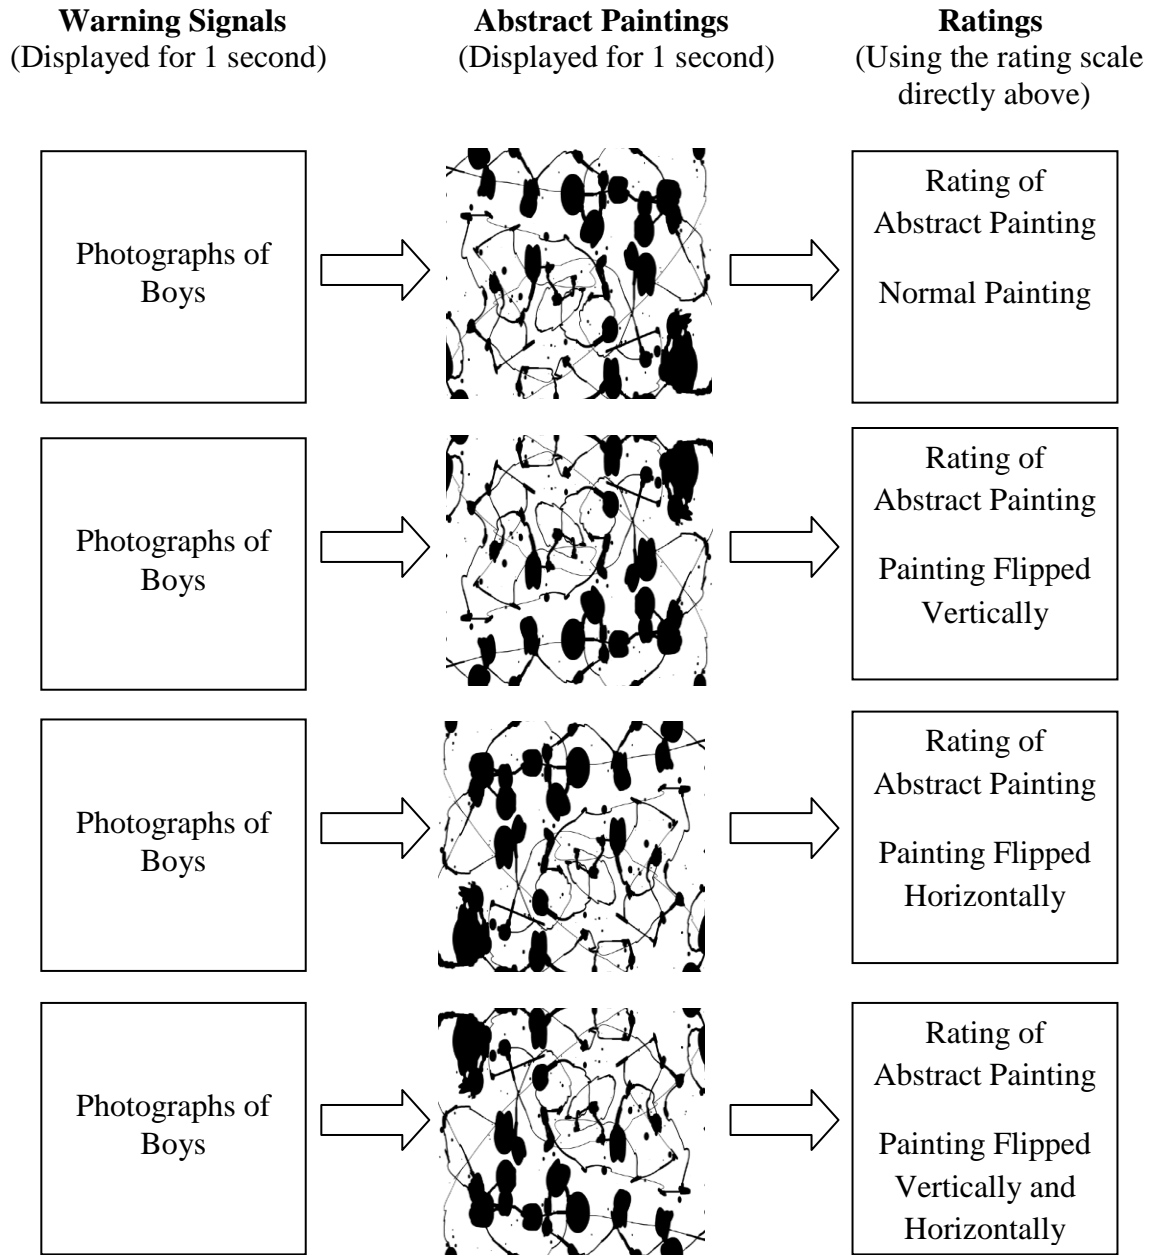 Warning Signals
(Displayed for 1 second)
Abstract Paintings
(Displayed for 1 second)
Ratings
(Using the rating scale
directly above)
Photographs of
Boys
Rating of
Abstract Painting
Normal Painting
Photographs of
Boys
Rating of
Abstract Painting
Painting Flipped
Vertically
Photographs of
Boys
Rating of
Abstract Painting
Painting Flipped
Horizontally
Photographs of
Boys
Rating of
Abstract Painting
Painting Flipped
Vertically and
Horizontally